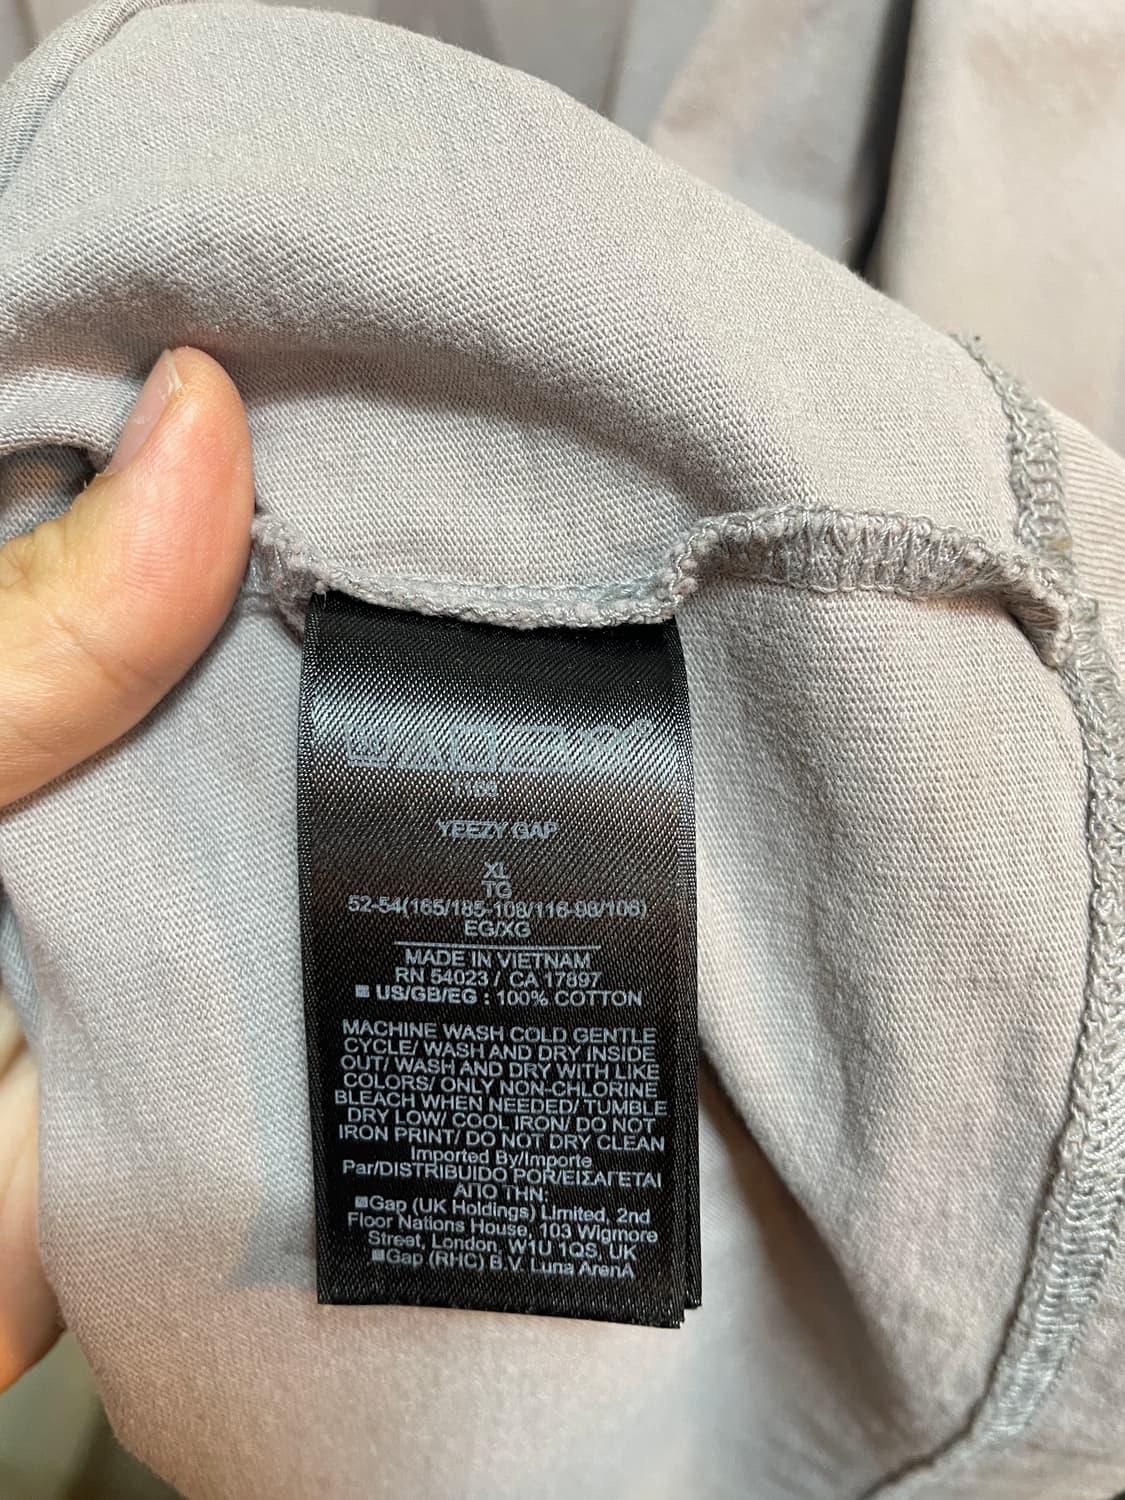 YEEZY GAP
XL
TG
52-54(165/185-108/116-98/106)
EG/XG
MADE IN VIETNAM
RN 54023 / CA 17897
US/GB/EG : 100% COTTON
MACHINE WASH COLD GENTLE
CYCLE/ WASH AND DRY INSIDE
OUT/ WASH AND DRY WITH LIKE
COLORS/ ONLY NON-CHLORINE
BLEACH WHEN NEEDED/ TUMBLE
DRY LOW/ COOL IRON/ DO NOT
IRON PRINT/ DO NOT DRY CLEAN
Imported By/Importe
Par/DISTRIBUIDO POR/ΕΙΣΑΓΕΤΑΙ
ΑΠΟ ΤΗΝ:
Gap (UK Holdings) Limited, 2nd
Floor Nations House, 103 Wigmore
Street, London, W1U 1QS, UK
Gap (RHC) B.V. Luna ArenA